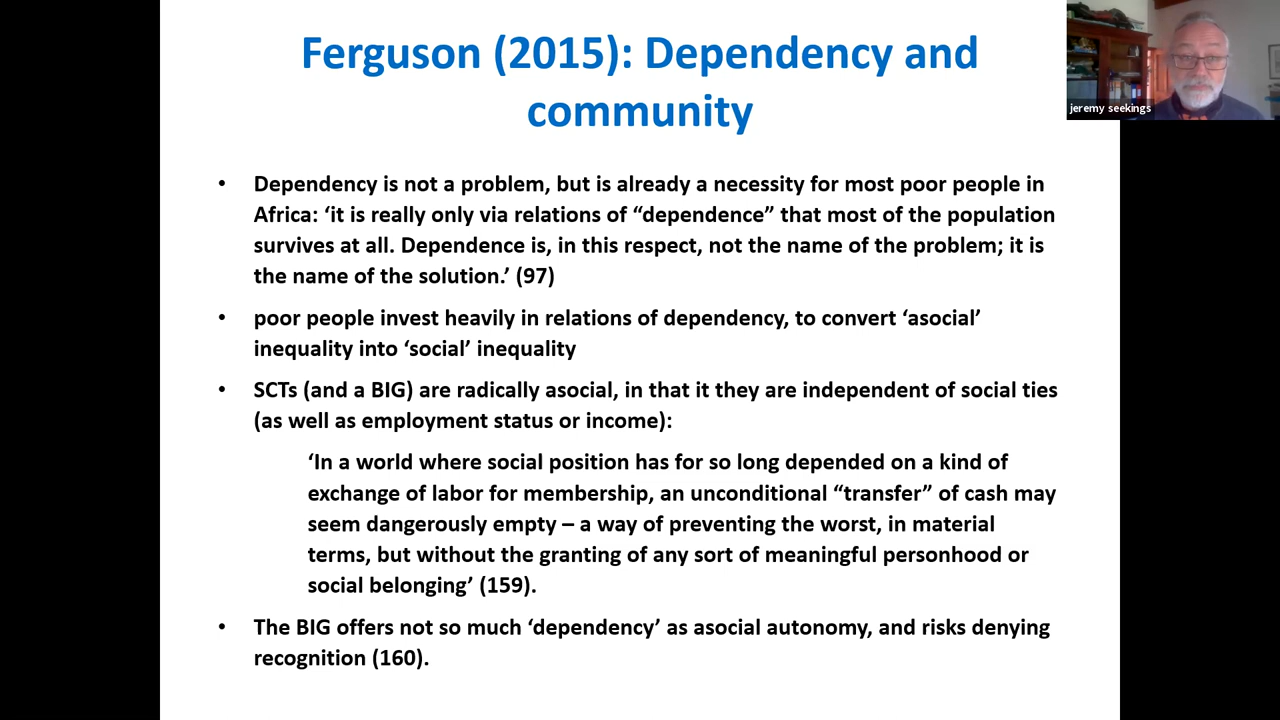 Ferguson (2015): Dependency and
community
jeremy seekings
• Dependency is not a problem, but is already a necessity for most poor people in
Africa: ‘it is really only via relations of “dependence” that most of the population
survives at all. Dependence is, in this respect, not the name of the problem; it is
the name of the solution.’ (97)
• poor people invest heavily in relations of dependency, to convert ‘asocial’
inequality into ‘social’ inequality
• SCTs (and a BIG) are radically asocial, in that it they are independent of social ties
(as well as employment status or income):
‘In a world where social position has for so long depended on a kind of
exchange of labor for membership, an unconditional “transfer” of cash may
seem dangerously empty – a way of preventing the worst, in material
terms, but without the granting of any sort of meaningful personhood or
social belonging’ (159).
• The BIG offers not so much ‘dependency’ as asocial autonomy, and risks denying
recognition (160).